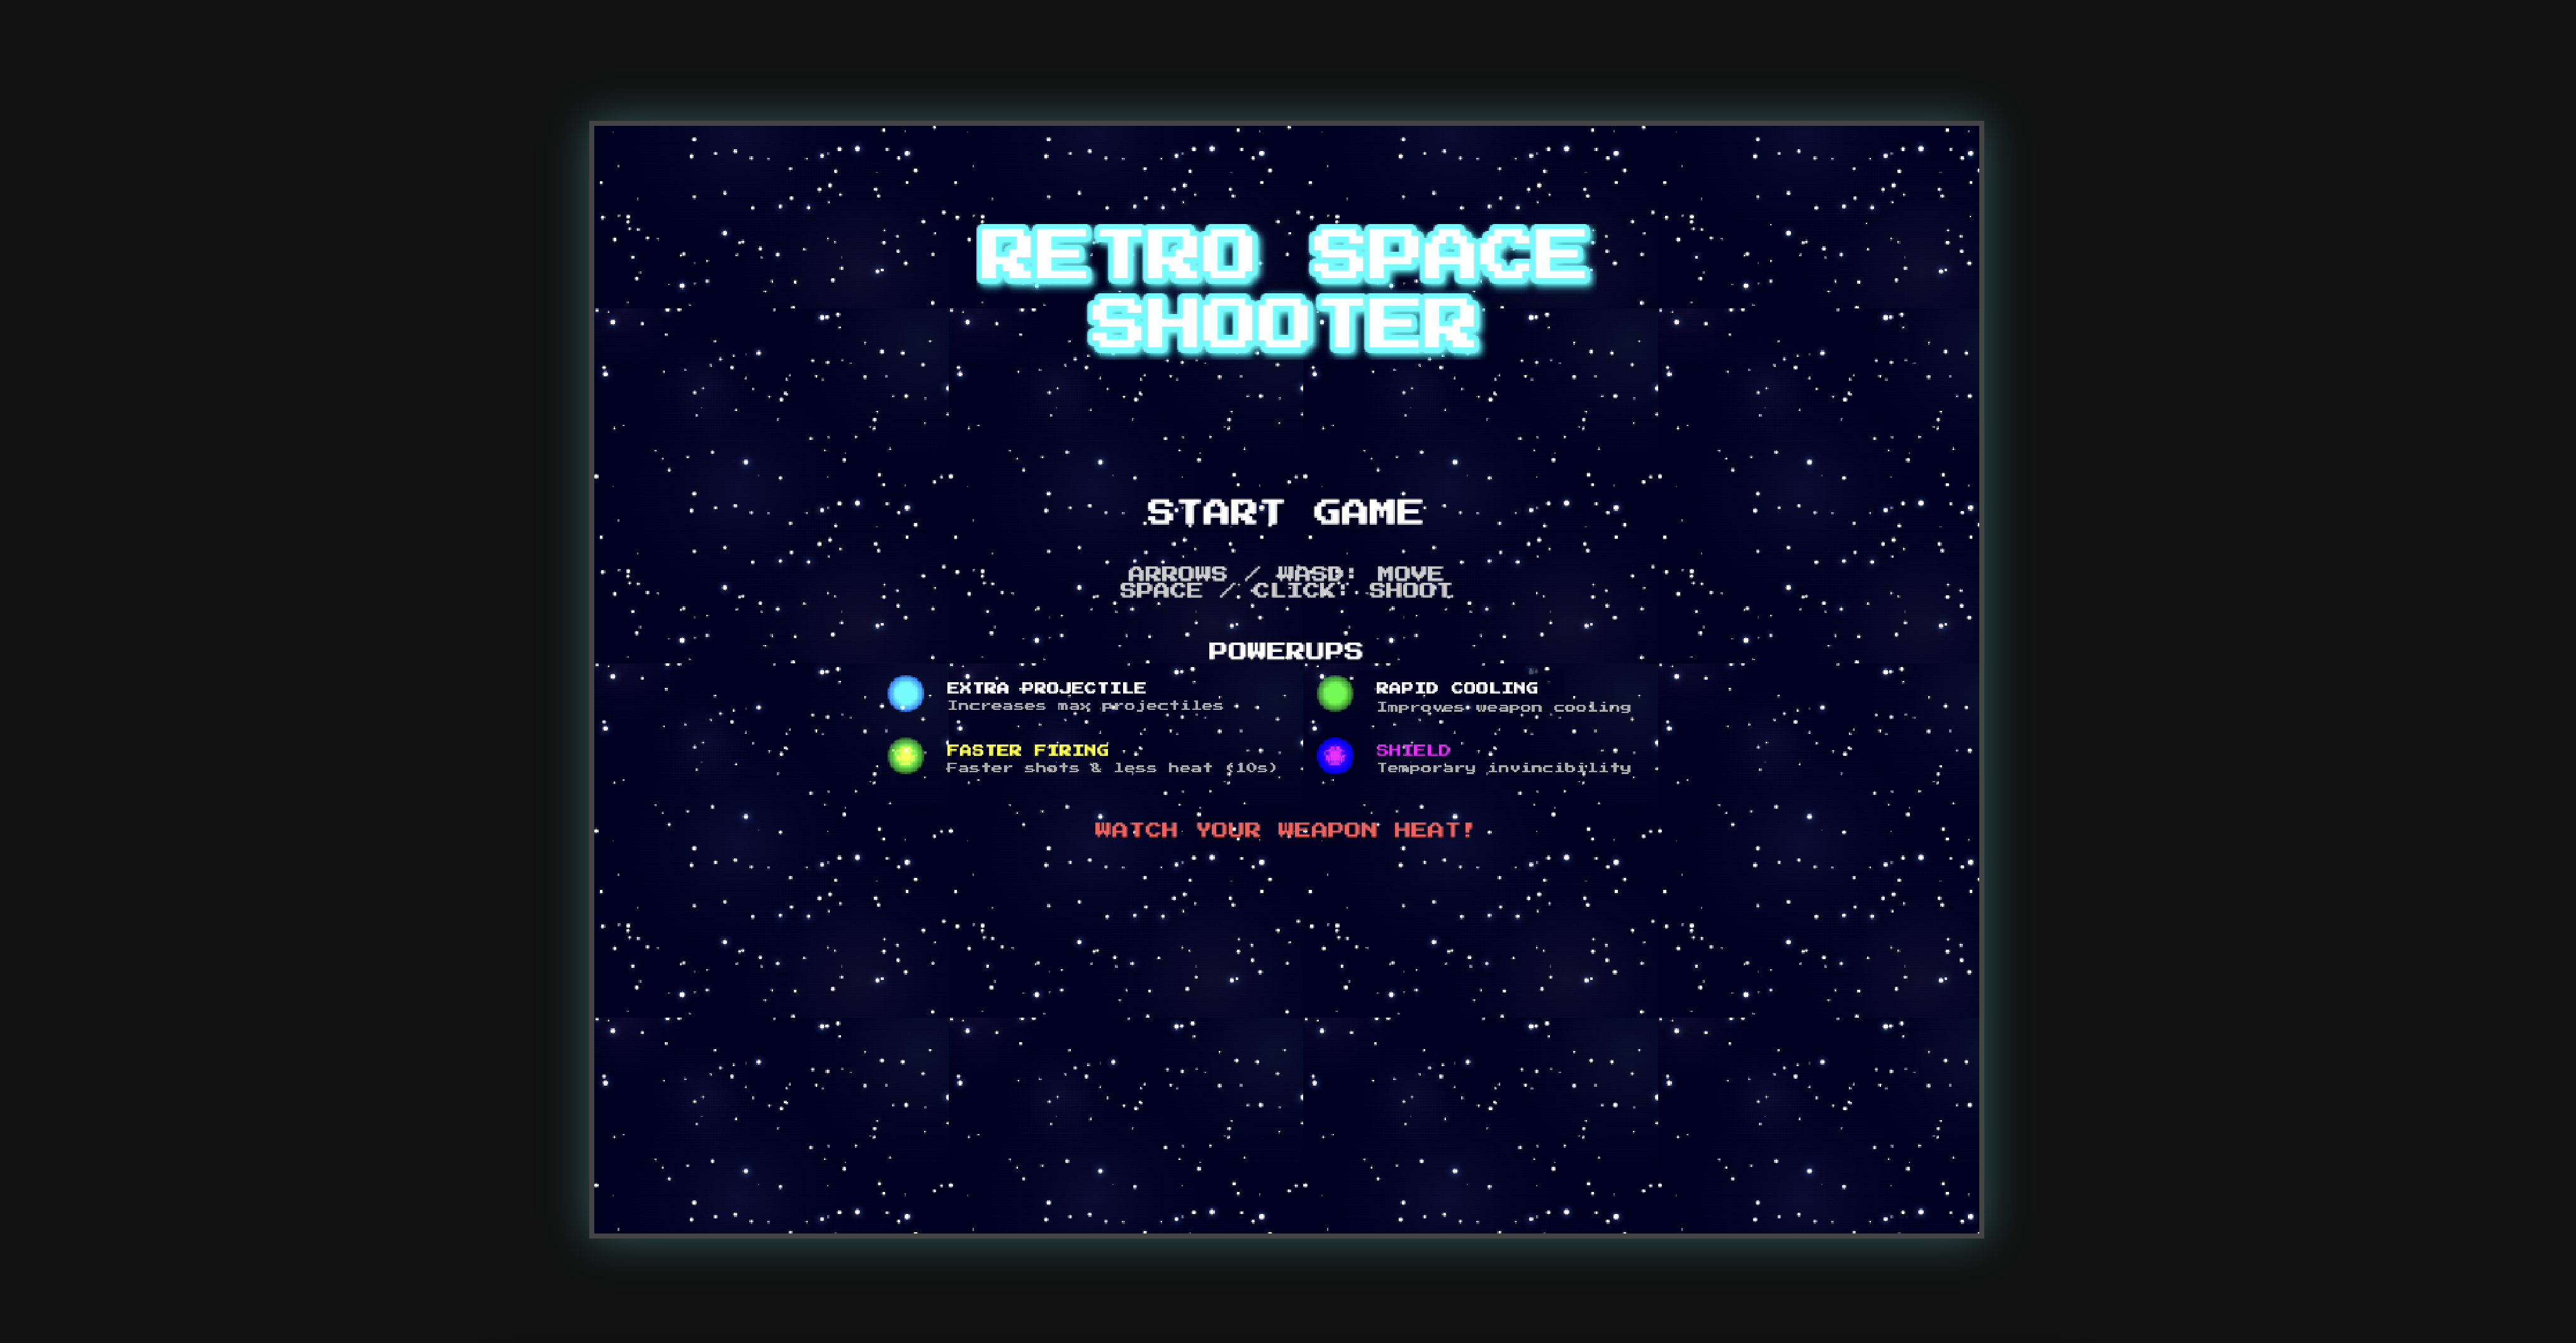 RETRO SPACE
SHOOTER
START GAME
ARROWS / WASD: MOVE
SPACE / CLICK: SHOOT
POWERUPS
EXTRA PROJECTILE
Increases max projectiles
RAPID COOLING
Improves weapon cooling
FASTER FIRING
Faster shots & less heat (10s)
SHIELD
Temporary invincibility
WATCH YOUR WEAPON HEAT!